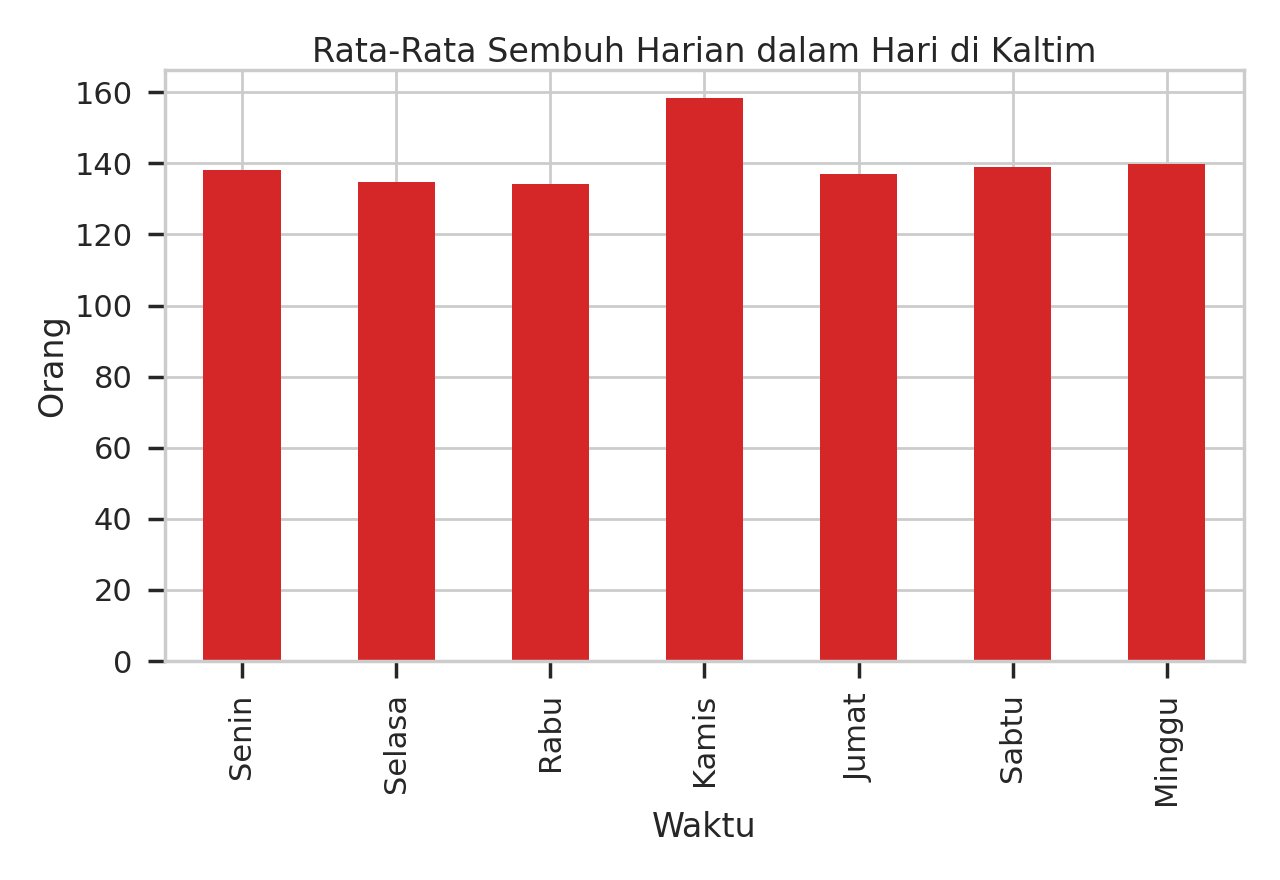 Rata-Rata Sembuh Harian dalam Hari di Kaltim
160
140
120
100
80
60
40
20
0
Orang
Senin
Selasa
Rabu
Kamis
Jumat
Sabtu
Minggu
Waktu